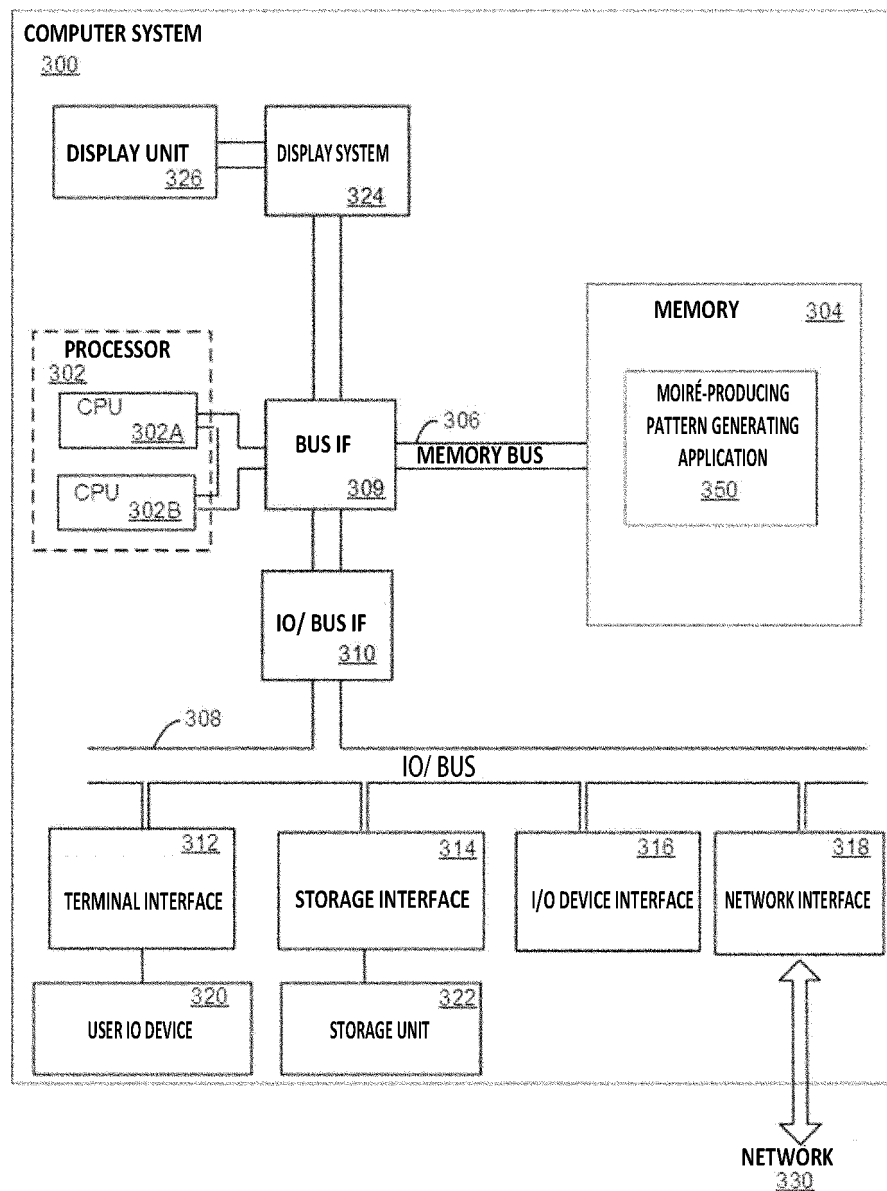 COMPUTER SYSTEM
300
DISPLAY UNIT
326
DISPLAY SYSTEM
324
MEMORY
304
PROCESSOR
302
CPU
302A
CPU
302B
BUS IF
309
306
MEMORY BUS
MOIRÉ-PRODUCING
PATTERN GENERATING
APPLICATION
350
IO/ BUS IF
310
308
IO/ BUS
312
TERMINAL INTERFACE
314
STORAGE INTERFACE
316
I/O DEVICE INTERFACE
318
NETWORK INTERFACE
320
USER IO DEVICE
322
STORAGE UNIT
NETWORK
330